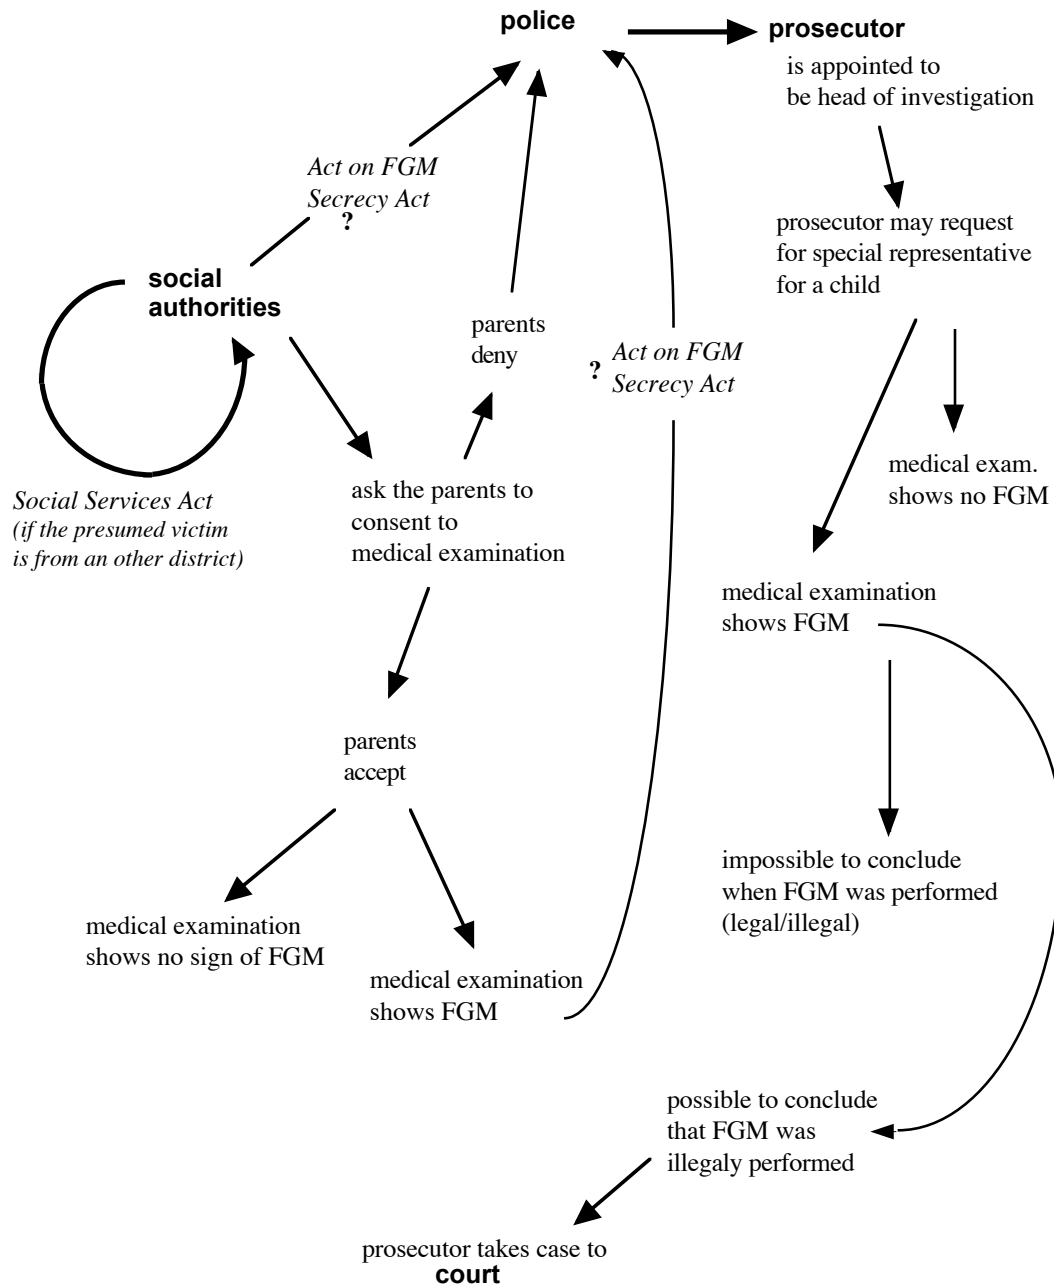 police
prosecutor
is appointed to
be head of investigation
Act on FGM
Secrecy Act
?
prosecutor may request
for special representative
for a child
social
authorities
parents
deny
? Act on FGM
Secrecy Act
medical exam.
shows no FGM
Social Services Act
(if the presumed victim
is from an other district)
ask the parents to
consent to
medical examination
medical examination
shows FGM
parents
accept
impossible to conclude
when FGM was performed
(legal/illegal)
medical examination
shows no sign of FGM
medical examination
shows FGM
possible to conclude
that FGM was
illegaly performed
prosecutor takes case to
court